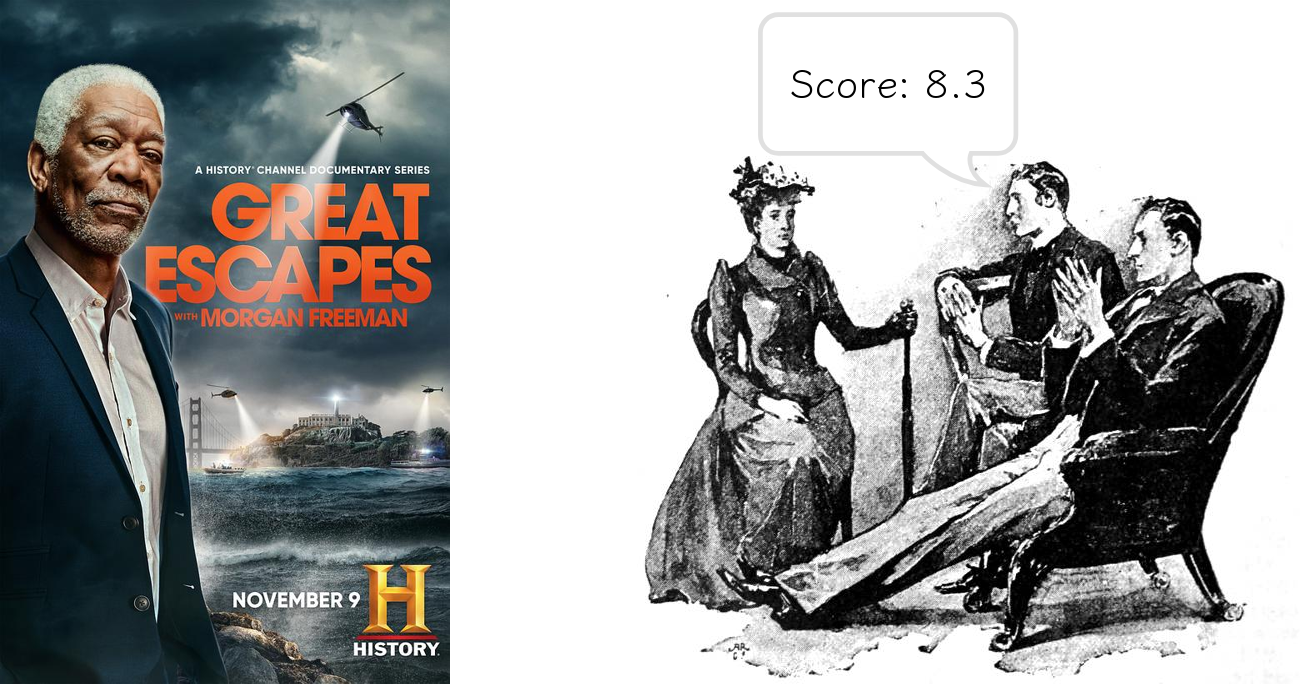 A HISTORY® CHANNEL DOCUMENTARY SERIES
GREAT
ESCAPES
WITH MORGAN FREEMAN
NOVEMBER 9
H
HISTORY.
Score: 8.3